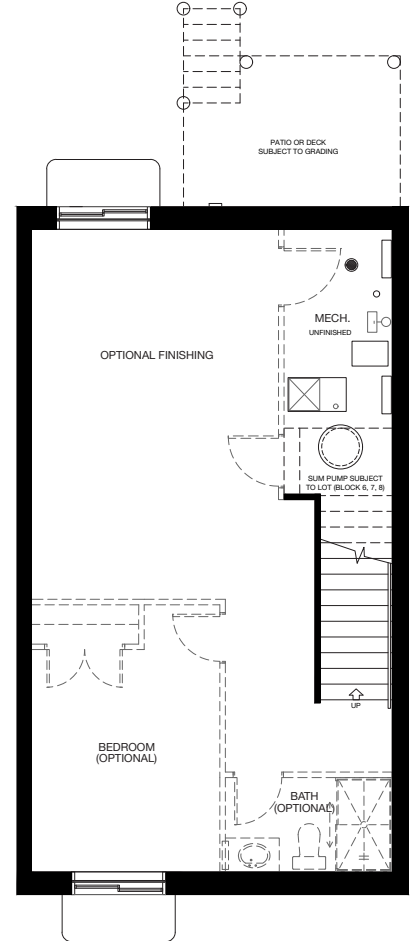 PATIO OR DECK
SUBJECT TO GRADING
MECH.
UNFINISHED
OPTIONAL FINISHING
SUM PUMP SUBJECT
TO LOT (BLOCK 6, 7, 8)
UP
BEDROOM
(OPTIONAL)
BATH
(OPTIONAL)